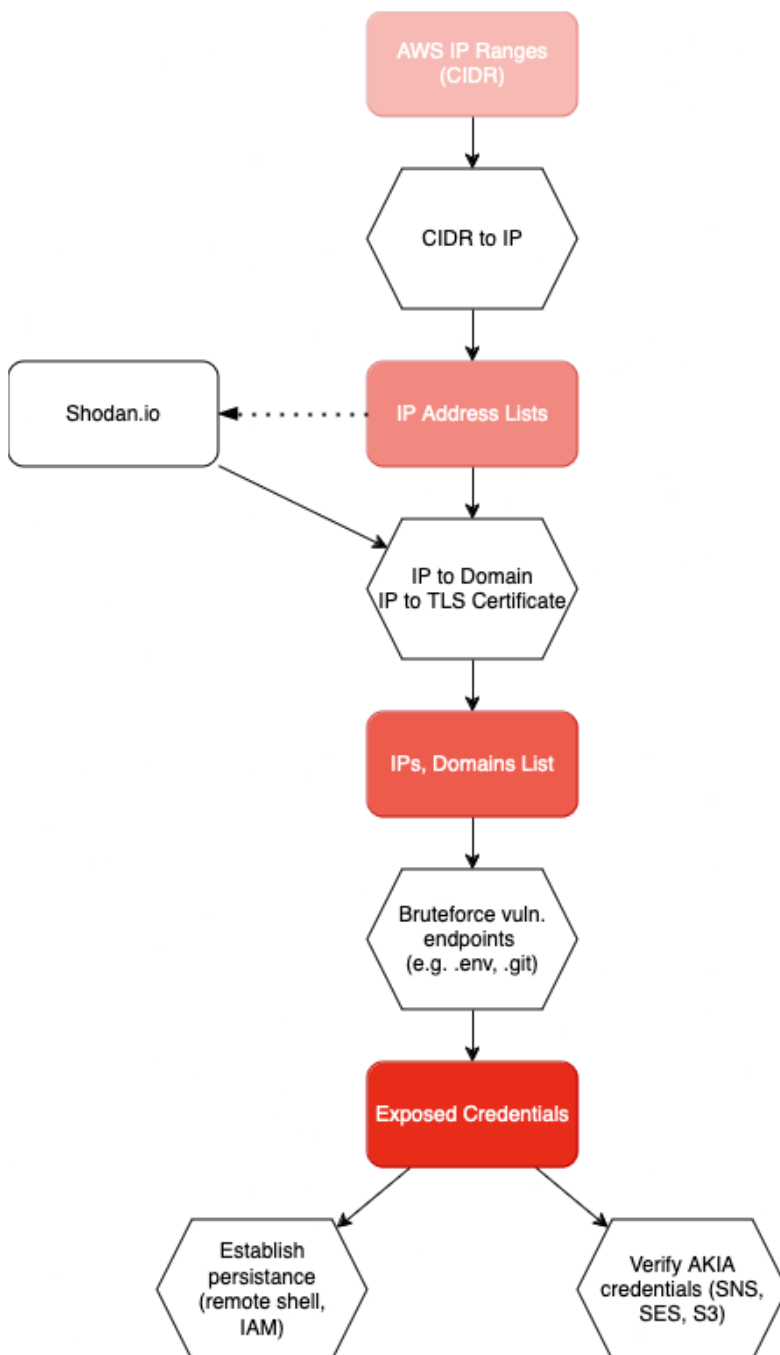 AWS IP Ranges
(CIDR)
CIDR to IP
Shodan.io
IP Address Lists
IP to Domain
IP to TLS Certificate
IPs, Domains List
Bruteforce vuln.
endpoints
(e.g. .env, .git)
Exposed Credentials
Establish
persistance
(remote shell,
IAM)
Verify AKIA
credentials (SNS,
SES, S3)